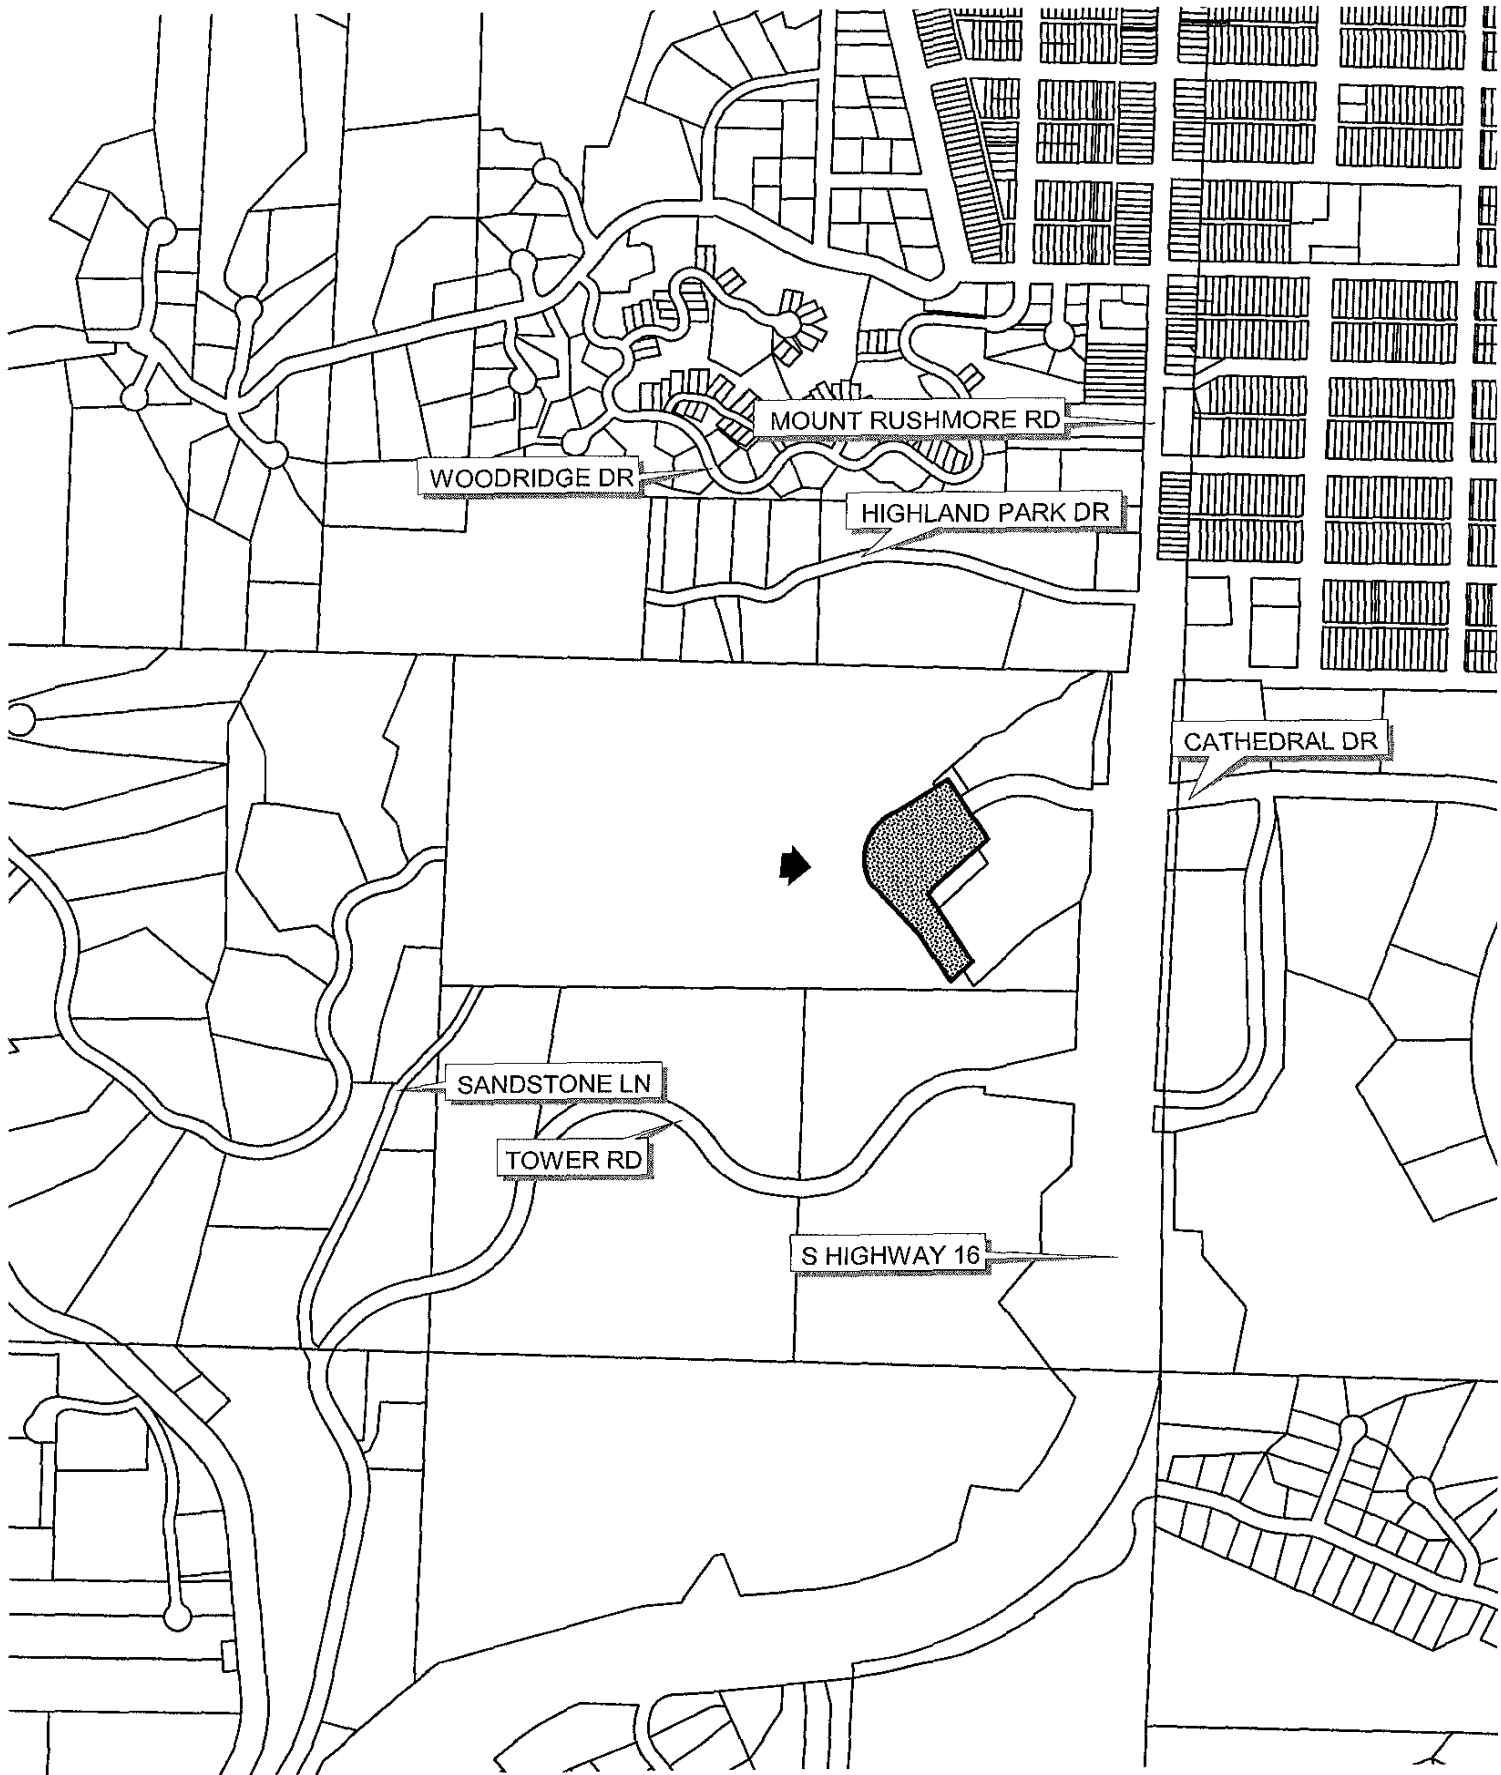 MOUNT RUSHMORE RD
WOODRIDGE DR
HIGHLAND PARK DR
CATHEDRAL DR
SANDSTONE LN
TOWER RD
S HIGHWAY 16